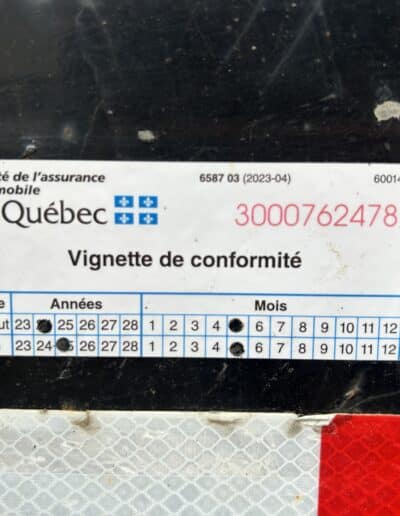 té de l'assurance 6587 03 (2023-04) 60014
mobile
Québec 3000762478
Vignette de conformité
e Années Mois
ut 23 25 26 27 28 1 2 3 4 6 7 8 9 10 11 12
23 24 26 27 28 1 2 3 4 6 7 8 9 10 11 12